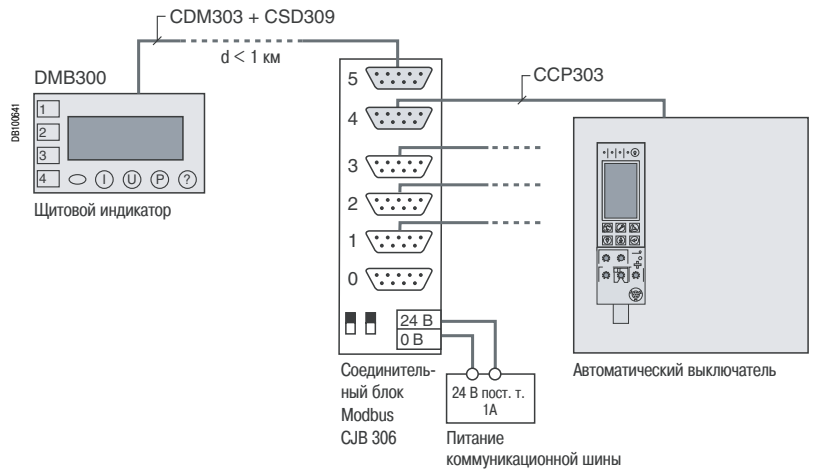 CDM303 + CSD309
d < 1 км
DMB300
DB100641
1
2
3
4
I U P ?
Щитовой индикатор
5
4
3
2
1
0
CCP303
24 В
0 В
Соединитель-
ный блок
Modbus
CJB 306
24 В пост. т.
1А
Питание
коммуникационной шины
Автоматический выключатель